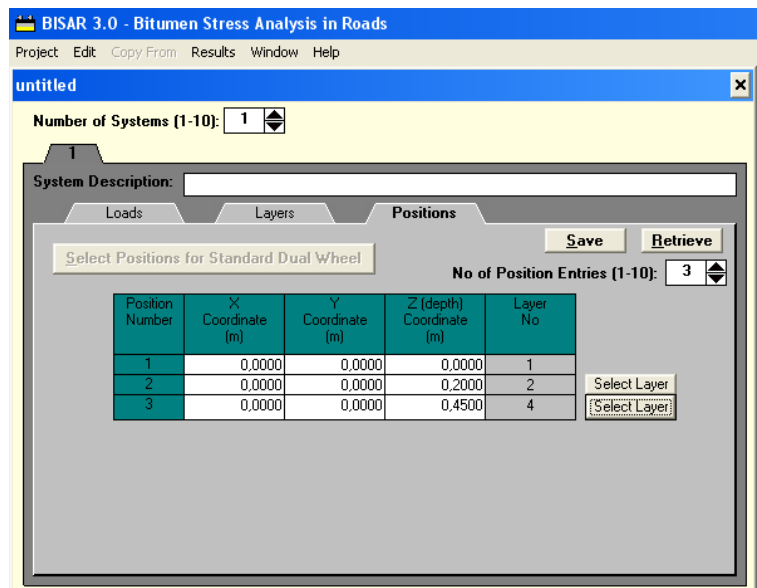 BISAR 3.0 - Bitumen Stress Analysis in Roads
Project Edit Copy From Results Window Help
untitled
Number of Systems (1-10): 1
1
System Description:
Loads Layers Positions
Save Retrieve
Select Positions for Standard Dual Wheel
No of Position Entries (1-10): 3
Position Number X Coordinate (m) Y Coordinate (m) Z (depth) Coordinate (m) Layer No
1 0,0000 0,0000 0,0000 1
2 0,0000 0,0000 0,2000 2 Select Layer
3 0,0000 0,0000 0,4500 4 Select Layer